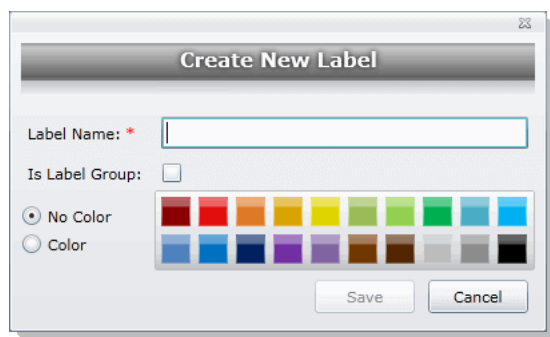 Create New Label
Label Name: *
Is Label Group:
No Color
Color
Save Cancel